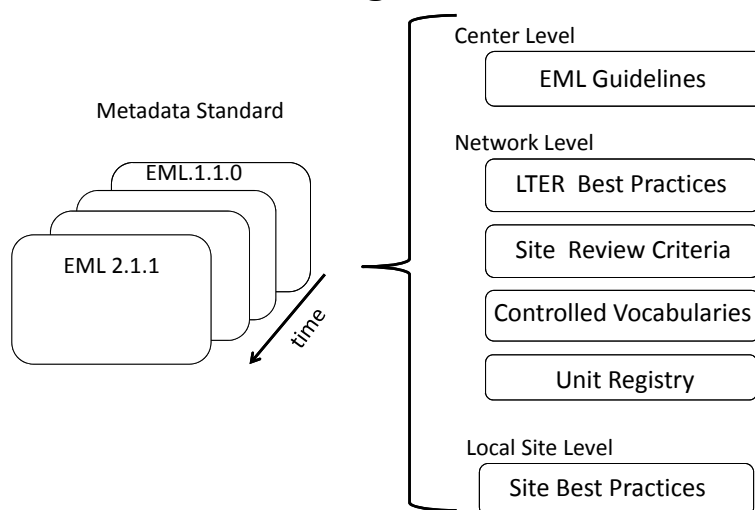 Metadata Standard
EML.1.1.0
EML 2.1.1
time
Center Level
EML Guidelines
Network Level
LTER Best Practices
Site Review Criteria
Controlled Vocabularies
Unit Registry
Local Site Level
Site Best Practices